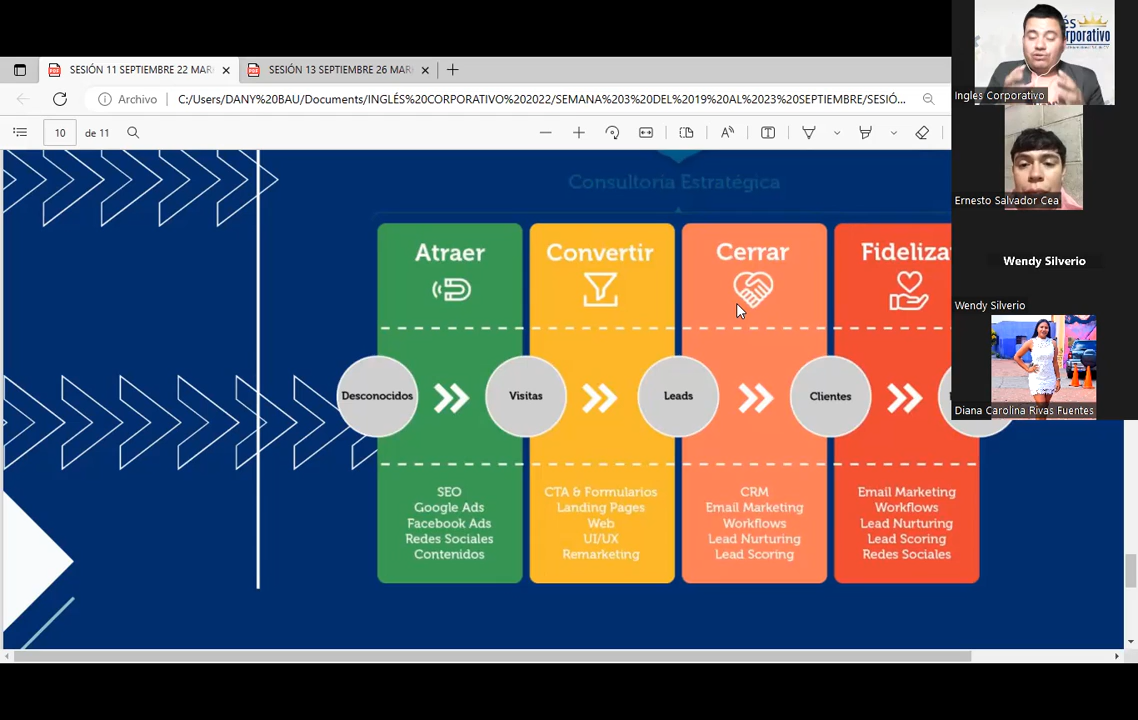 SESIÓN 11 SEPTIEMBRE 22 MAR
SESIÓN 13 SEPTIEMBRE 26 MAR
Archivo
C:/Users/DANY%20BAU/Documents/INGLÉS%20CORPORATIVO%202022/SEMANA%203%20DEL%2019%20AL%2023%20SEPTIEMBRE/SESIÓ...
10
de 11
Consultoría Estratégica
Atraer
Convertir
Cerrar
Fideliza
Desconocidos
Visitas
Leads
Clientes
SEO
Google Ads
Facebook Ads
Redes Sociales
Contenidos
CTA & Formularios
Landing Pages
Web
UI/UX
Remarketing
CRM
Email Marketing
Workflows
Lead Nurturing
Lead Scoring
Email Marketing
Workflows
Lead Nurturing
Lead Scoring
Redes Sociales
Ingles Corporativo
Ernesto Salvador Cea
Wendy Silverio
Wendy Silverio
Diana Carolina Rivas Fuentes